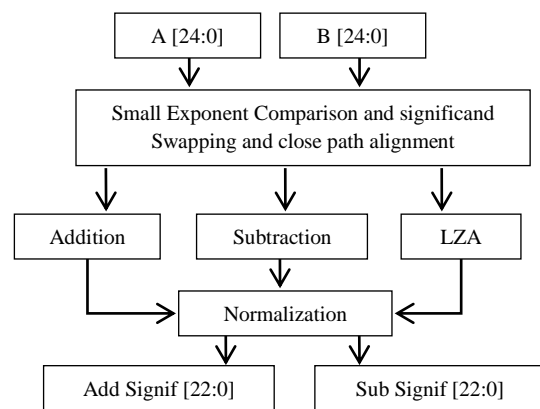 A [24:0]
B [24:0]
Small Exponent Comparison and significand
Swapping and close path alignment
Addition
Subtraction
LZA
Normalization
Add Signif [22:0]
Sub Signif [22:0]